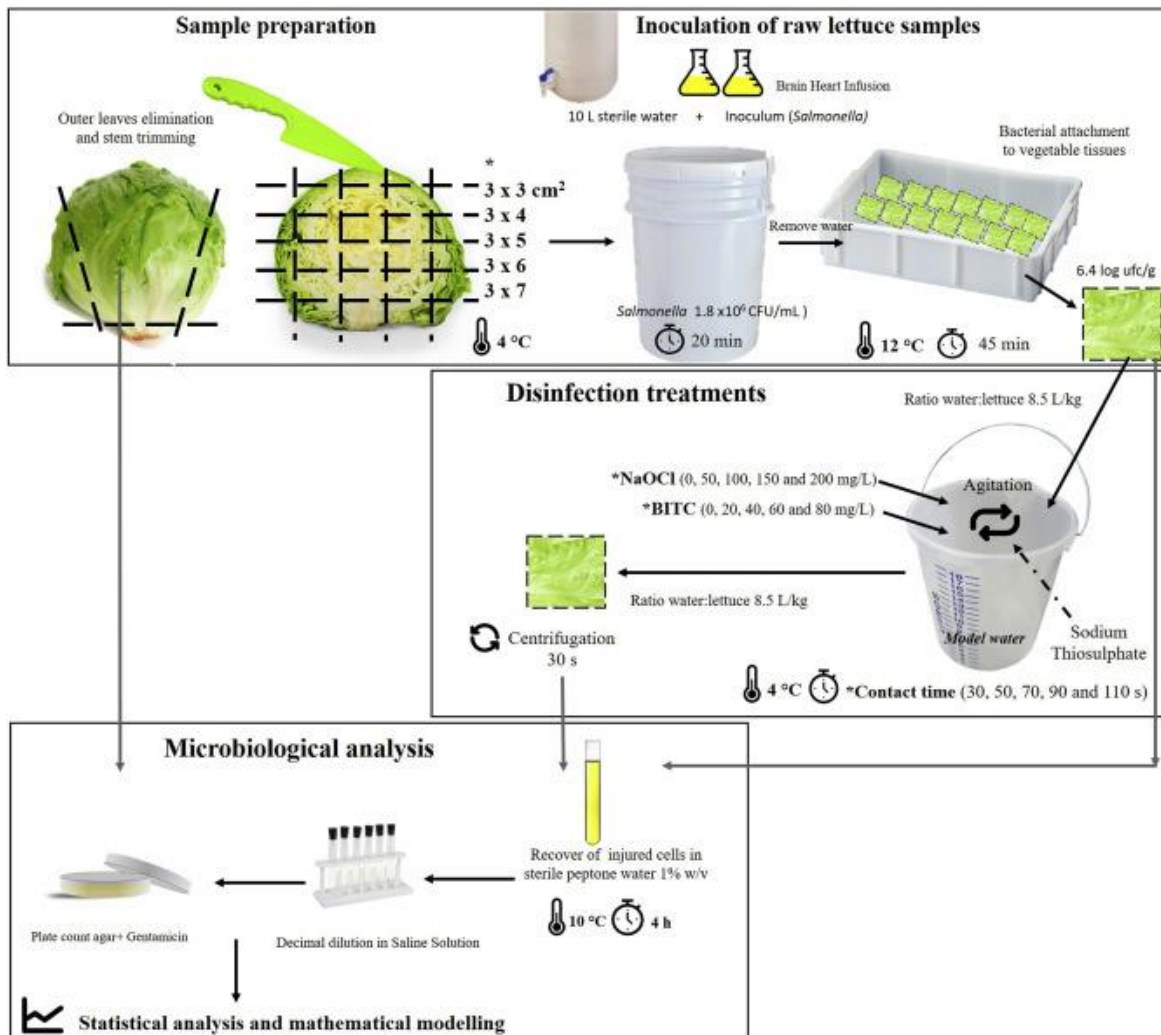 Sample preparation
Outer leaves elimination
and stem trimming
*
3 x 3 cm²
3 x 4
3 x 5
3 x 6
3 x 7
4 °C
Inoculation of raw lettuce samples
Brain Heart Infusion
10 L sterile water + Inoculum (Salmonella)
Bacterial attachment
to vegetable tissues
Remove water
Salmonella 1.8 x10⁶ CFU/mL )
20 min
12 °C 45 min
6.4 log ufc/g
Disinfection treatments
Ratio water:lettuce 8.5 L/kg
*NaOCl (0, 50, 100, 150 and 200 mg/L)
*BITC (0, 20, 40, 60 and 80 mg/L)
Agitation
Ratio water:lettuce 8.5 L/kg
Model water
Sodium
Thiosulphate
Centrifugation
30 s
4 °C *Contact time (30, 50, 70, 90 and 110 s)
Microbiological analysis
Recover of injured cells in
sterile peptone water 1% w/v
10 °C 4 h
Decimal dilution in Saline Solution
Plate count agar+ Gentamicin
Statistical analysis and mathematical modelling